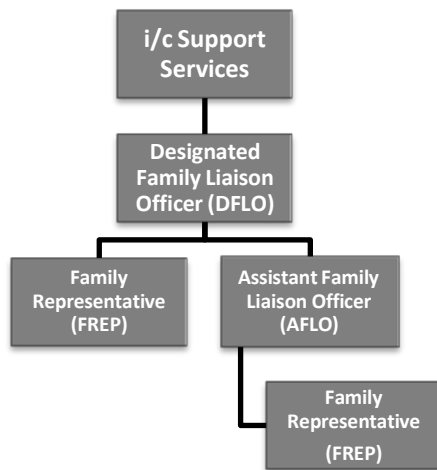 i/c Support
Services
Designated
Family Liaison
Officer (DFLO)
Family
Representative
(FREP)
Assistant Family
Liaison Officer
(AFLO)
Family
Representative
(FREP)